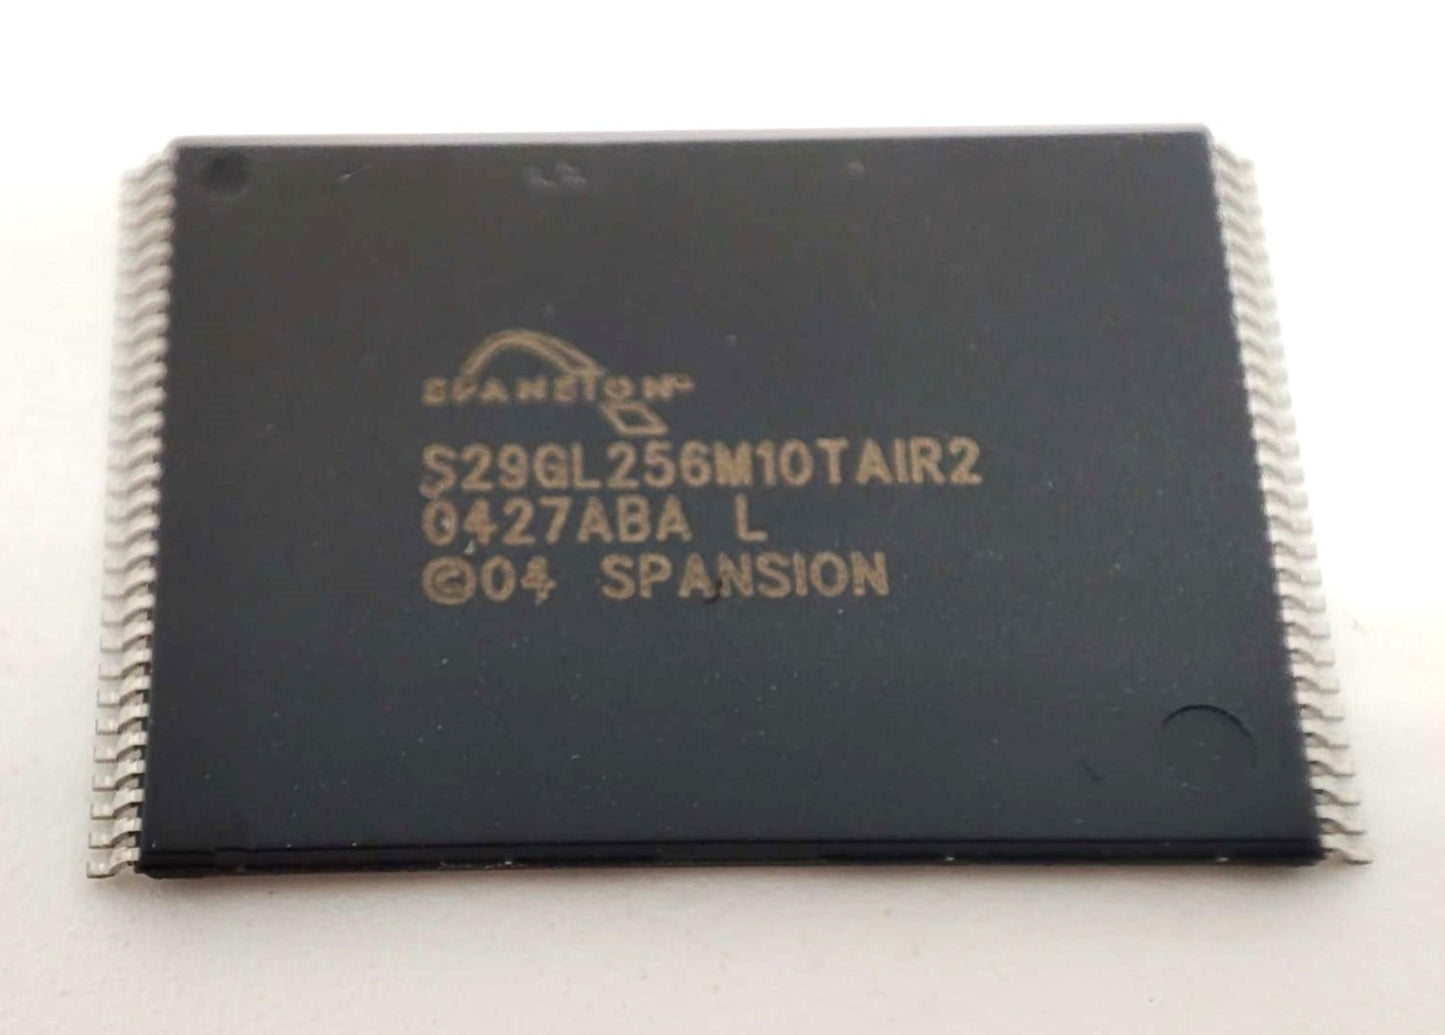 SPANSION
S29GL256M10TAIR2
0427ABA L
©04 SPANSION